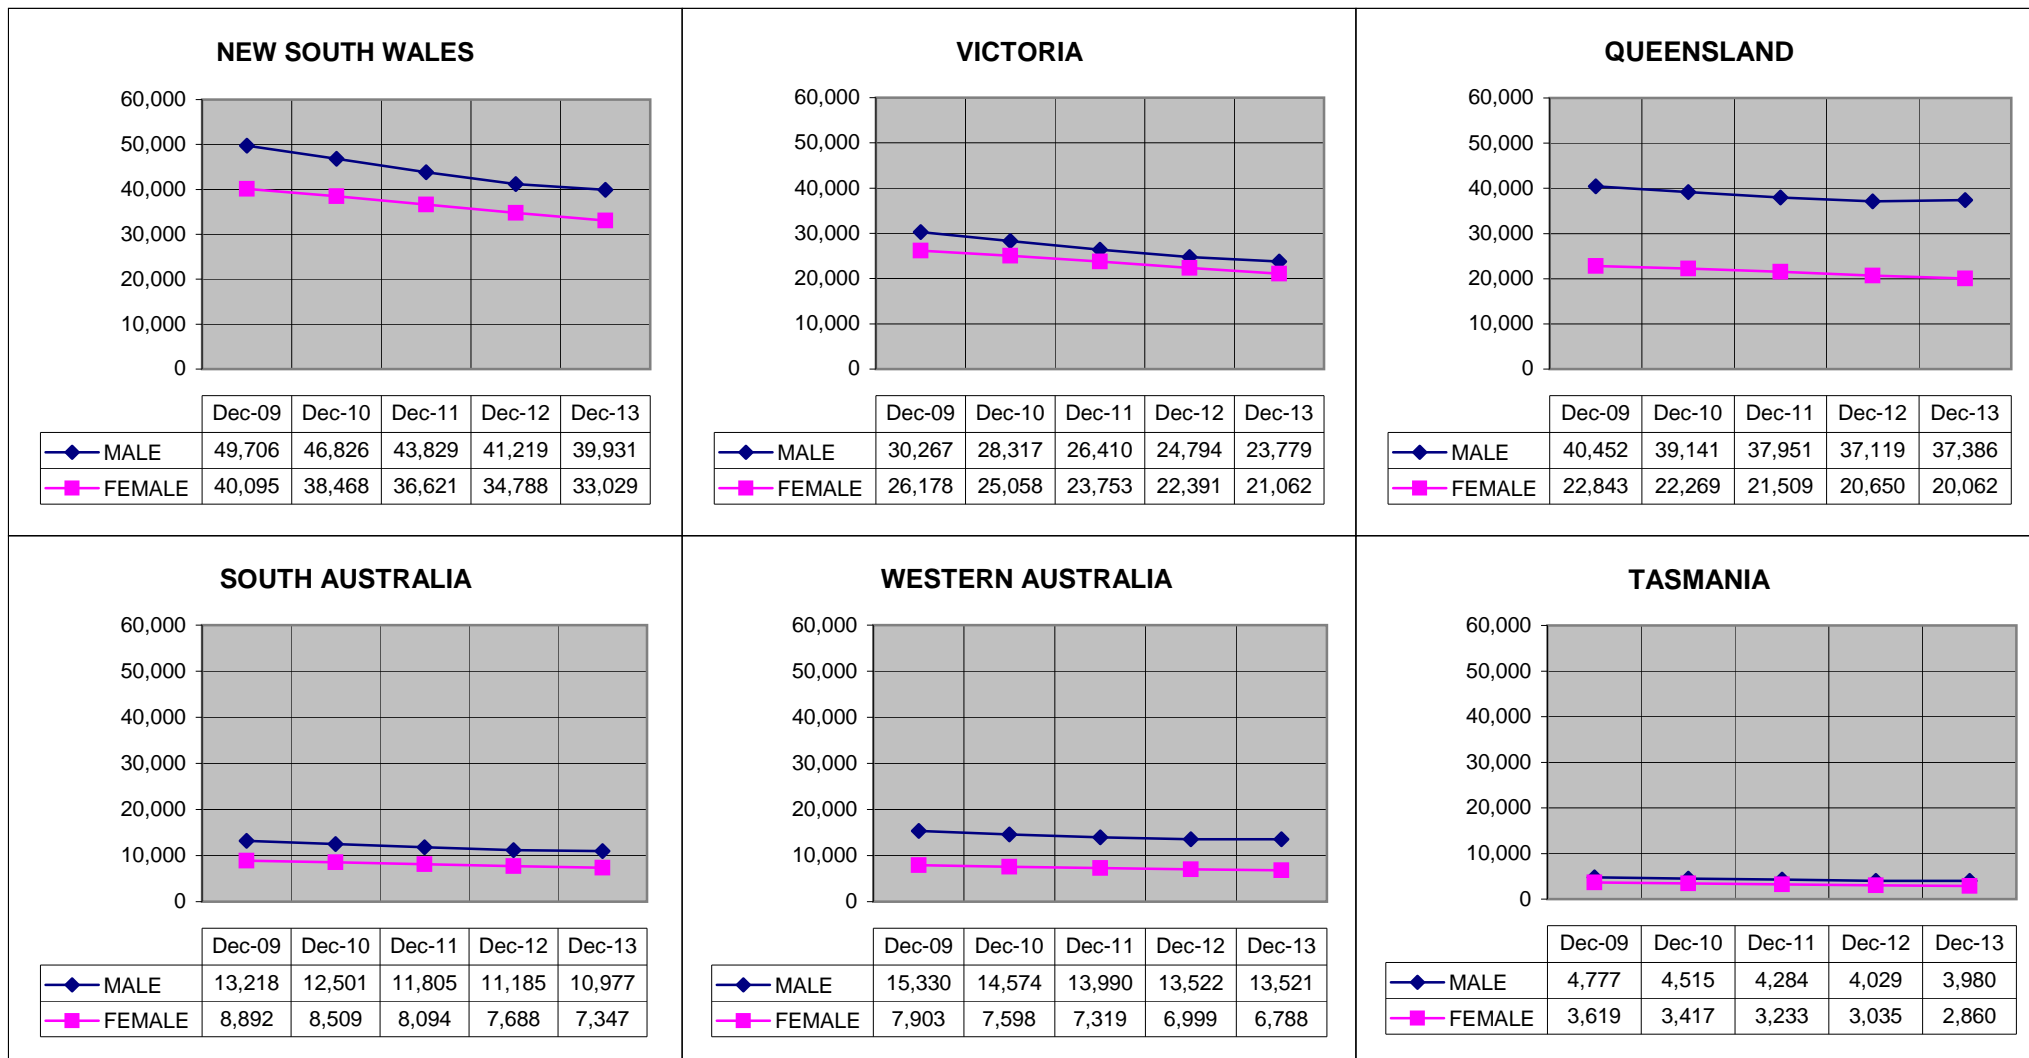 NEW SOUTH WALES
60,000
50,000
40,000
30,000
20,000
10,000
0
Dec-09 Dec-10 Dec-11 Dec-12 Dec-13
MALE 49,706 46,826 43,829 41,219 39,931
FEMALE 40,095 38,468 36,621 34,788 33,029
VICTORIA
60,000
50,000
40,000
30,000
20,000
10,000
0
Dec-09 Dec-10 Dec-11 Dec-12 Dec-13
MALE 30,267 28,317 26,410 24,794 23,779
FEMALE 26,178 25,058 23,753 22,391 21,062
QUEENSLAND
60,000
50,000
40,000
30,000
20,000
10,000
0
Dec-09 Dec-10 Dec-11 Dec-12 Dec-13
MALE 40,452 39,141 37,951 37,119 37,386
FEMALE 22,843 22,269 21,509 20,650 20,062
SOUTH AUSTRALIA
60,000
50,000
40,000
30,000
20,000
10,000
0
Dec-09 Dec-10 Dec-11 Dec-12 Dec-13
MALE 13,218 12,501 11,805 11,185 10,977
FEMALE 8,892 8,509 8,094 7,688 7,347
WESTERN AUSTRALIA
60,000
50,000
40,000
30,000
20,000
10,000
0
Dec-09 Dec-10 Dec-11 Dec-12 Dec-13
MALE 15,330 14,574 13,990 13,522 13,521
FEMALE 7,903 7,598 7,319 6,999 6,788
TASMANIA
60,000
50,000
40,000
30,000
20,000
10,000
0
Dec-09 Dec-10 Dec-11 Dec-12 Dec-13
MALE 4,777 4,515 4,284 4,029 3,980
FEMALE 3,619 3,417 3,233 3,035 2,860